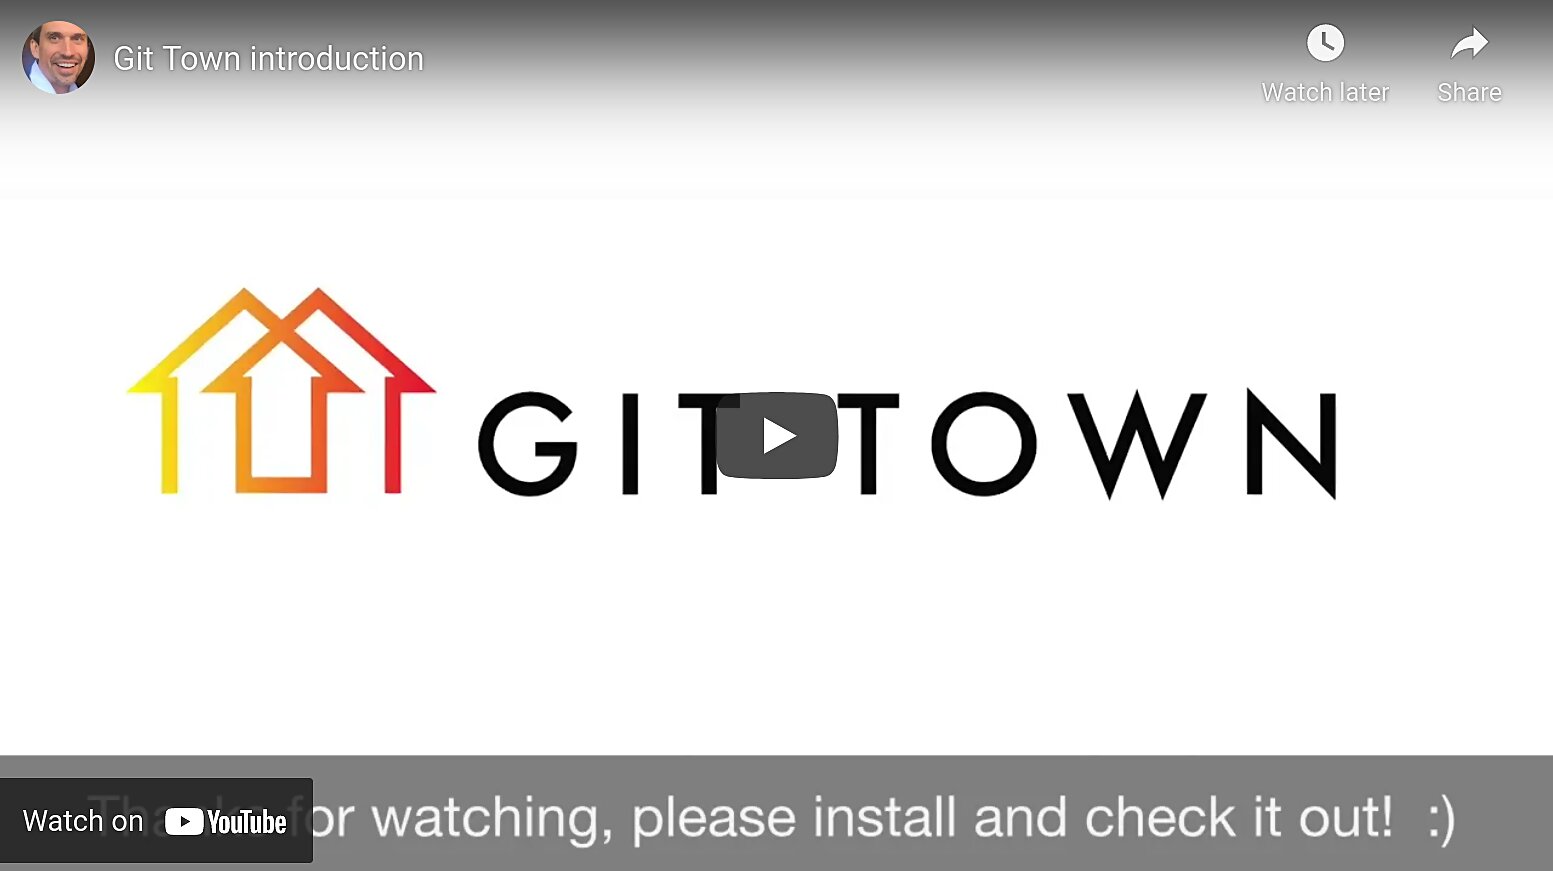 Git Town introduction
Watch later
Share
GIT TOWN
Thanks for watching, please install and check it out! :)
Watch on YouTube